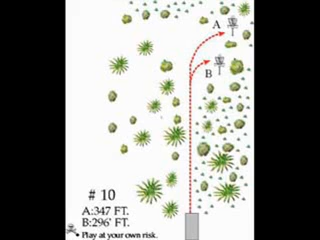 A
B
# 10
A:347 FT.
B:296' FT.
• Play at your own risk.